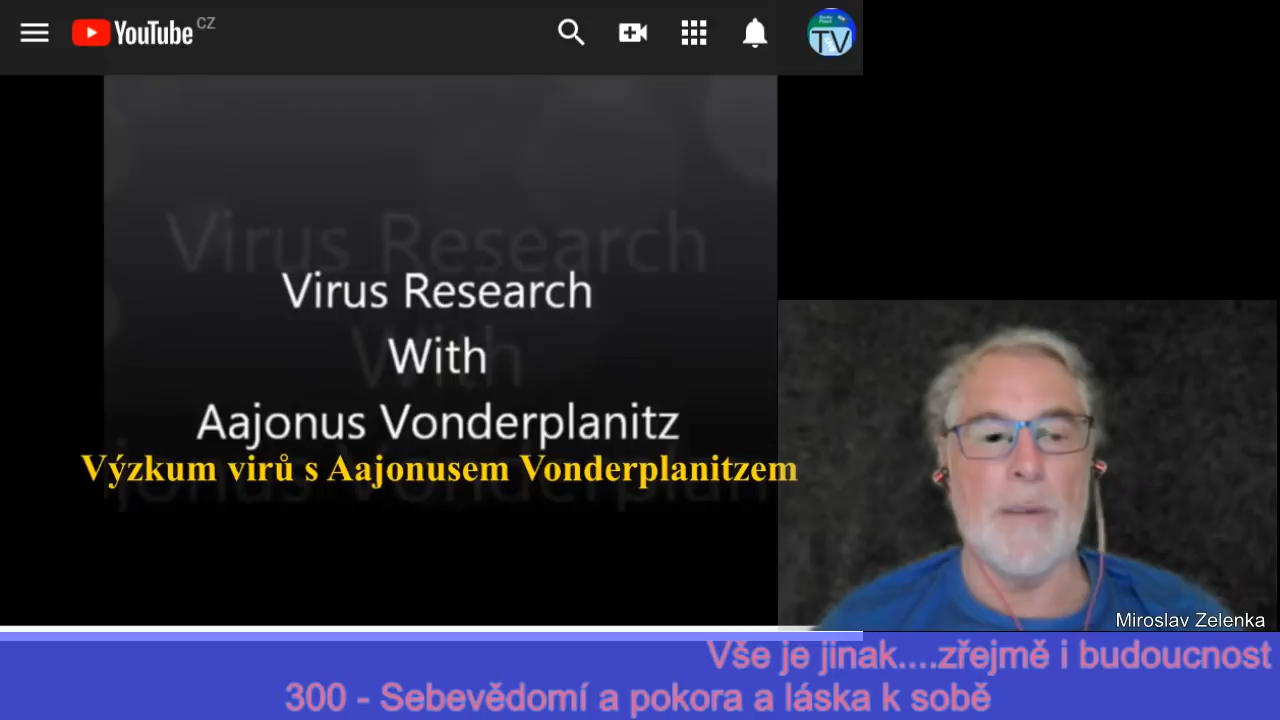 YouTube CZ
TV
Virus Research
With
Aajonus Vonderplanitz
Výzkum virů s Aajonusem Vonderplanitzem
Miroslav Zelenka
Vše je jinak....zřejmě i budoucnost
300 - Sebevědomí a pokora a láska k sobě